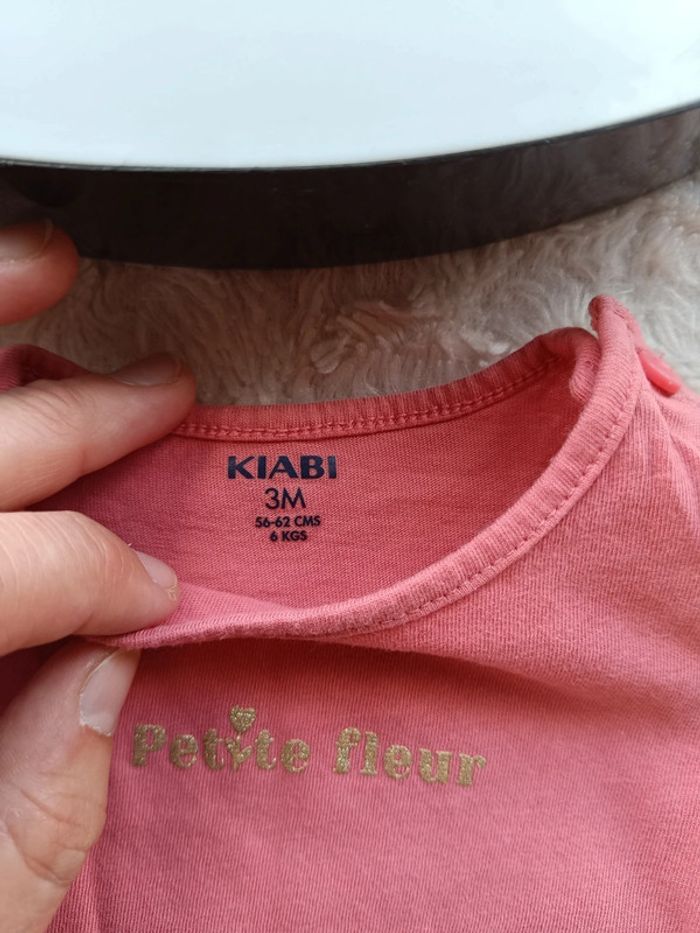 KIABI
3M
56-62 CMS
6 KGS
Petite fleur